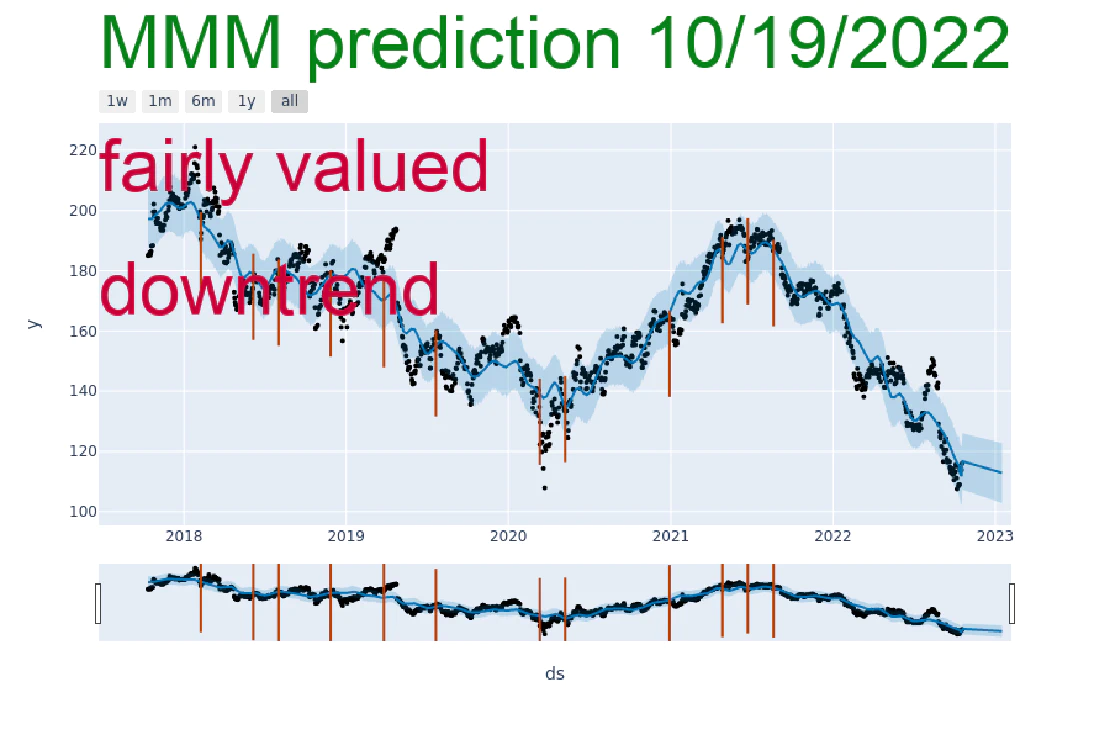 MMM prediction 10/19/2022
1w 1m 6m 1y all
220
fairly valued
200
180
downtrend
160
y
140
120
100
2018 2019 2020 2021 2022 2023
ds